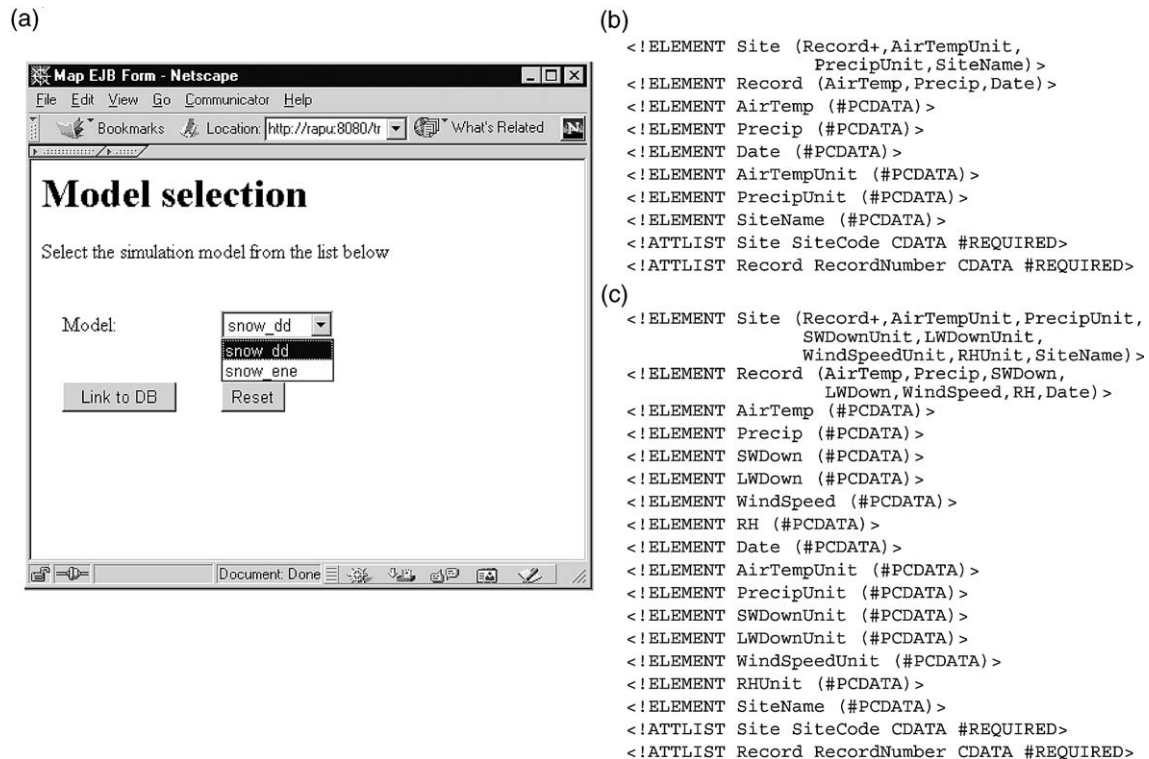 (a)
Map EJB Form - Netscape
File Edit View Go Communicator Help
Bookmarks Location: http://rapu:8080/tr What's Related N
Model selection
Select the simulation model from the list below
Model: snow_dd
snow_dd
snow_ene
Link to DB Reset
Document: Done
(b)
<!ELEMENT Site (Record+,AirTempUnit,
PrecipUnit,SiteName)>
<!ELEMENT Record (AirTemp,Precip,Date)>
<!ELEMENT AirTemp (#PCDATA)>
<!ELEMENT Precip (#PCDATA)>
<!ELEMENT Date (#PCDATA)>
<!ELEMENT AirTempUnit (#PCDATA)>
<!ELEMENT PrecipUnit (#PCDATA)>
<!ELEMENT SiteName (#PCDATA)>
<!ATTLIST Site SiteCode CDATA #REQUIRED>
<!ATTLIST Record RecordNumber CDATA #REQUIRED>
(c)
<!ELEMENT Site (Record+,AirTempUnit,PrecipUnit,
SWDownUnit,LWDownUnit,
WindSpeedUnit,RHUnit,SiteName)>
<!ELEMENT Record (AirTemp,Precip,SWDown,
LWDown,WindSpeed,RH,Date)>
<!ELEMENT AirTemp (#PCDATA)>
<!ELEMENT Precip (#PCDATA)>
<!ELEMENT SWDown (#PCDATA)>
<!ELEMENT LWDown (#PCDATA)>
<!ELEMENT WindSpeed (#PCDATA)>
<!ELEMENT RH (#PCDATA)>
<!ELEMENT Date (#PCDATA)>
<!ELEMENT AirTempUnit (#PCDATA)>
<!ELEMENT PrecipUnit (#PCDATA)>
<!ELEMENT SWDownUnit (#PCDATA)>
<!ELEMENT LWDownUnit (#PCDATA)>
<!ELEMENT WindSpeedUnit (#PCDATA)>
<!ELEMENT RHUnit (#PCDATA)>
<!ELEMENT SiteName (#PCDATA)>
<!ATTLIST Site SiteCode CDATA #REQUIRED>
<!ATTLIST Record RecordNumber CDATA #REQUIRED>